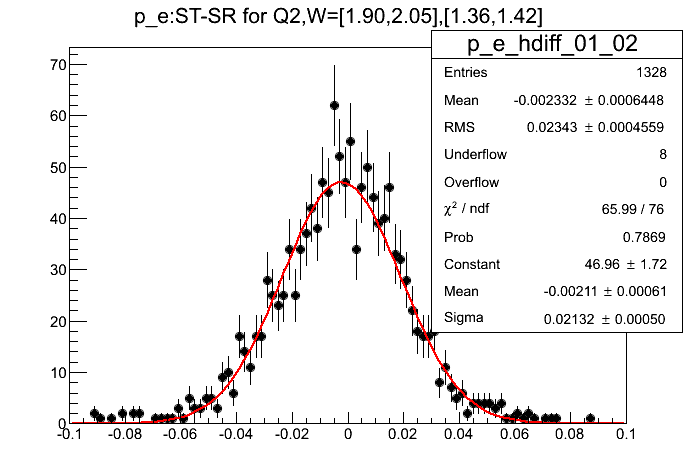 p_e:ST-SR for Q2,W=[1.90,2.05],[1.36,1.42]
p_e_hdiff_01_02
Entries 1328
Mean -0.002332 ± 0.0006448
RMS 0.02343 ± 0.0004559
Underflow 8
Overflow 0
χ² / ndf 65.99 / 76
Prob 0.7869
Constant 46.96 ± 1.72
Mean -0.00211 ± 0.00061
Sigma 0.02132 ± 0.00050
70
60
50
40
30
20
10
0
-0.1 -0.08 -0.06 -0.04 -0.02 0 0.02 0.04 0.06 0.08 0.1